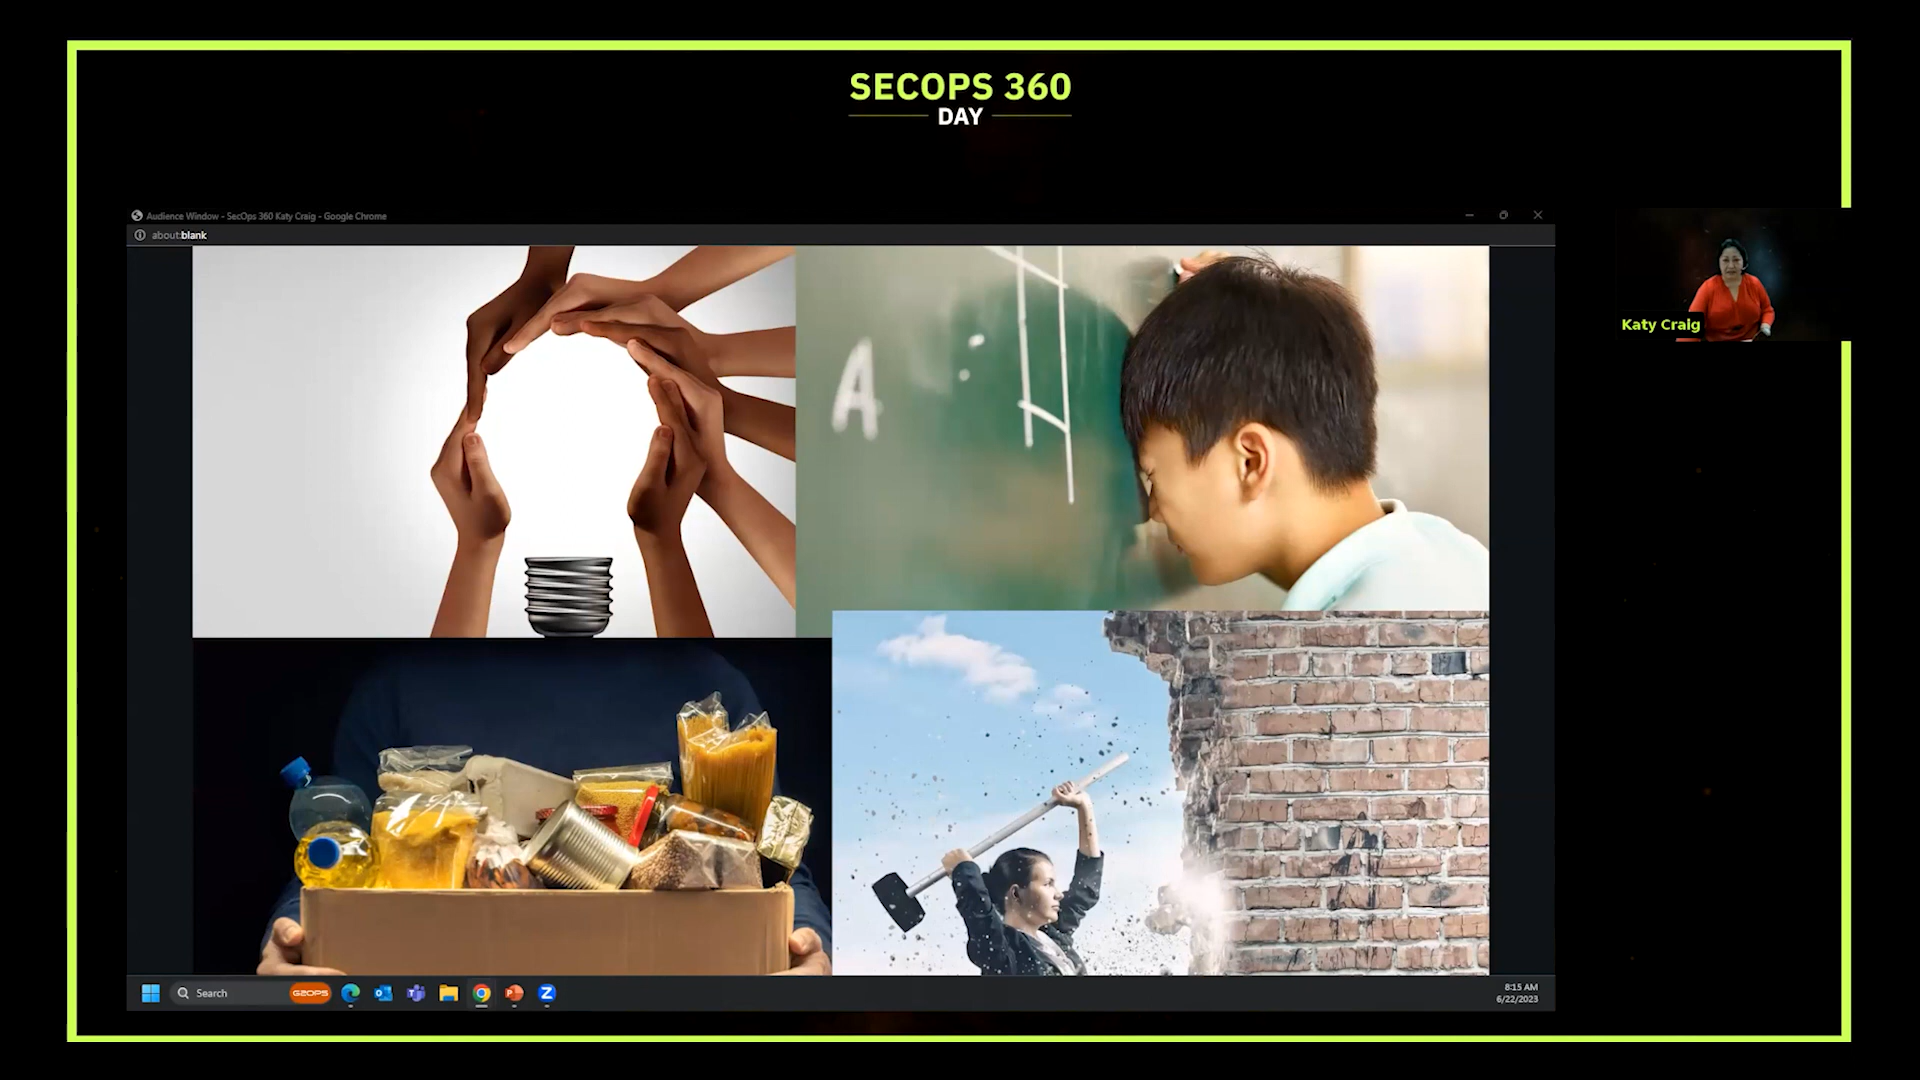 SECOPS 360
DAY
Audience Window - SecOps 360 Katy Craig - Google Chrome
about:blank
A
Katy Craig
Search
8:15 AM
6/22/2023